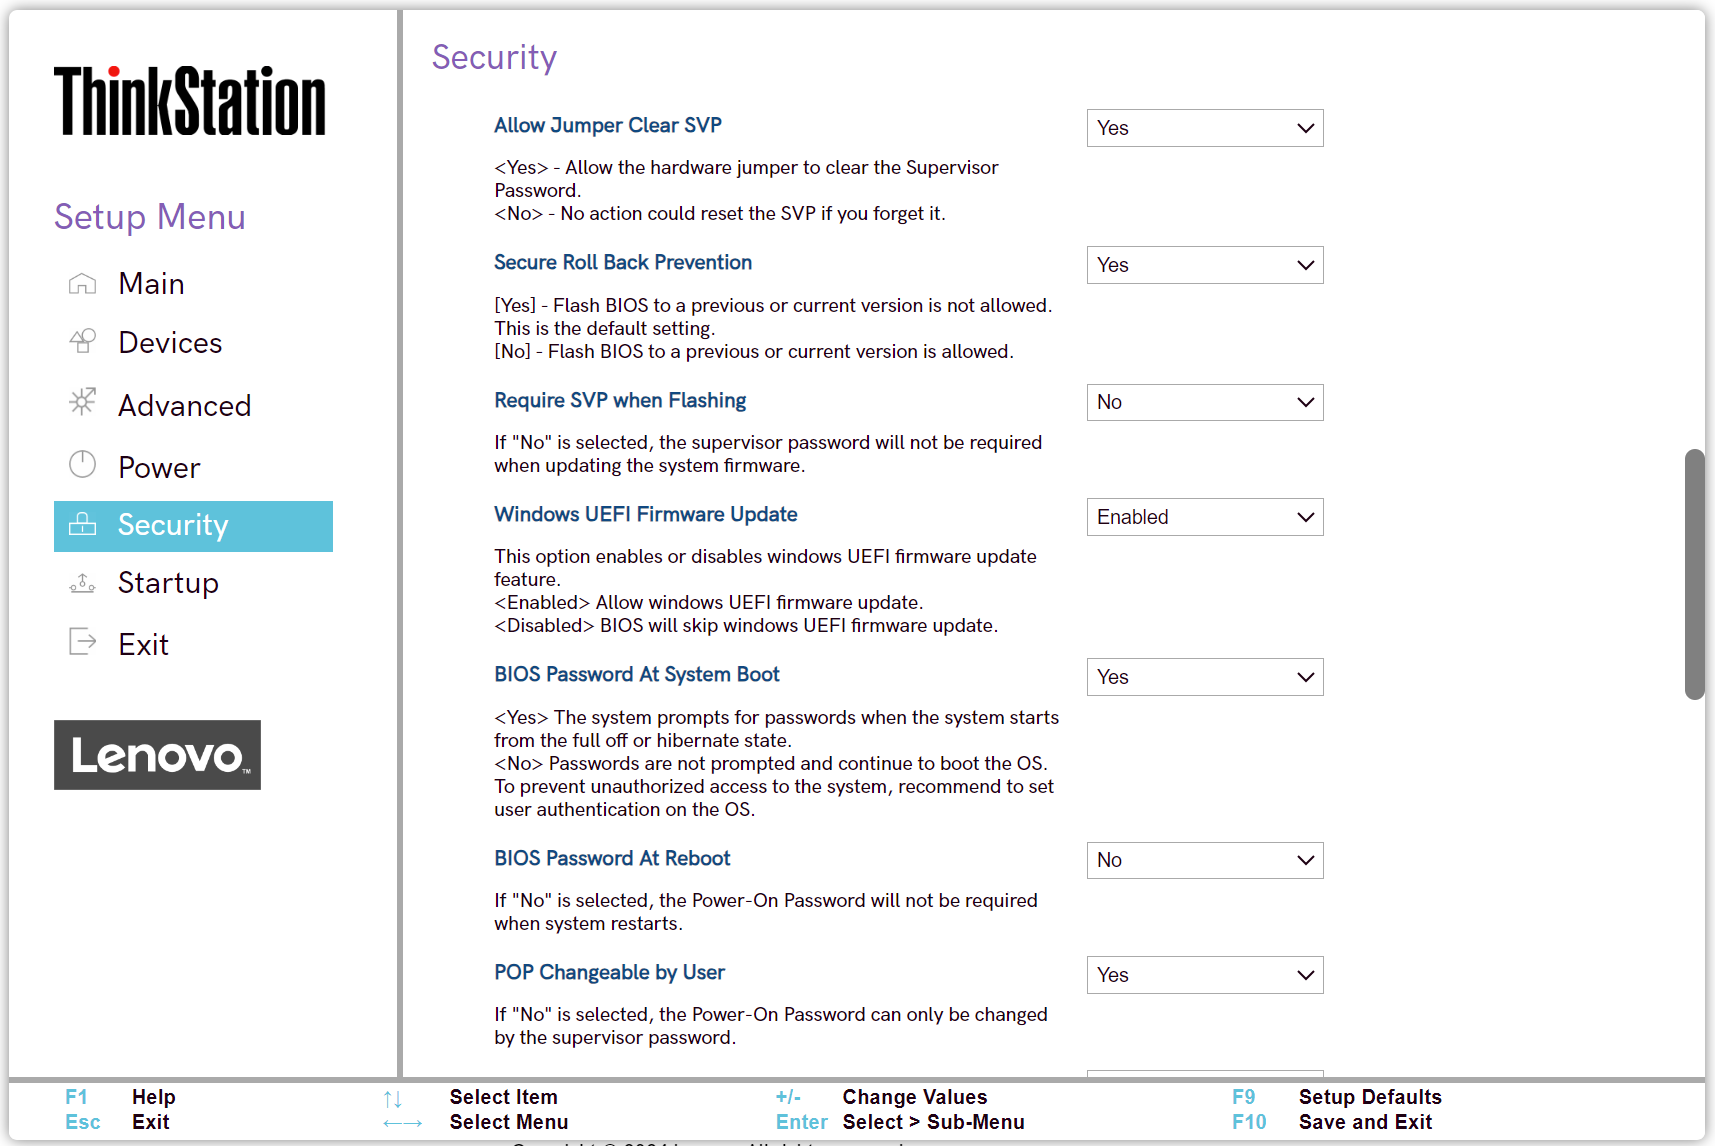 ThinkStation
Setup Menu
Main
Devices
Advanced
Power
Security
Startup
Exit
Lenovo™
Security
Allow Jumper Clear SVP
Yes
<Yes> - Allow the hardware jumper to clear the Supervisor
Password.
<No> - No action could reset the SVP if you forget it.
Secure Roll Back Prevention
Yes
[Yes] - Flash BIOS to a previous or current version is not allowed.
This is the default setting.
[No] - Flash BIOS to a previous or current version is allowed.
Require SVP when Flashing
No
If "No" is selected, the supervisor password will not be required
when updating the system firmware.
Windows UEFI Firmware Update
Enabled
This option enables or disables windows UEFI firmware update
feature.
<Enabled> Allow windows UEFI firmware update.
<Disabled> BIOS will skip windows UEFI firmware update.
BIOS Password At System Boot
Yes
<Yes> The system prompts for passwords when the system starts
from the full off or hibernate state.
<No> Passwords are not prompted and continue to boot the OS.
To prevent unauthorized access to the system, recommend to set
user authentication on the OS.
BIOS Password At Reboot
No
If "No" is selected, the Power-On Password will not be required
when system restarts.
POP Changeable by User
Yes
If "No" is selected, the Power-On Password can only be changed
by the supervisor password.
F1 Help ↑↓ Select Item +/- Change Values F9 Setup Defaults
Esc Exit ←→ Select Menu Enter Select > Sub-Menu F10 Save and Exit